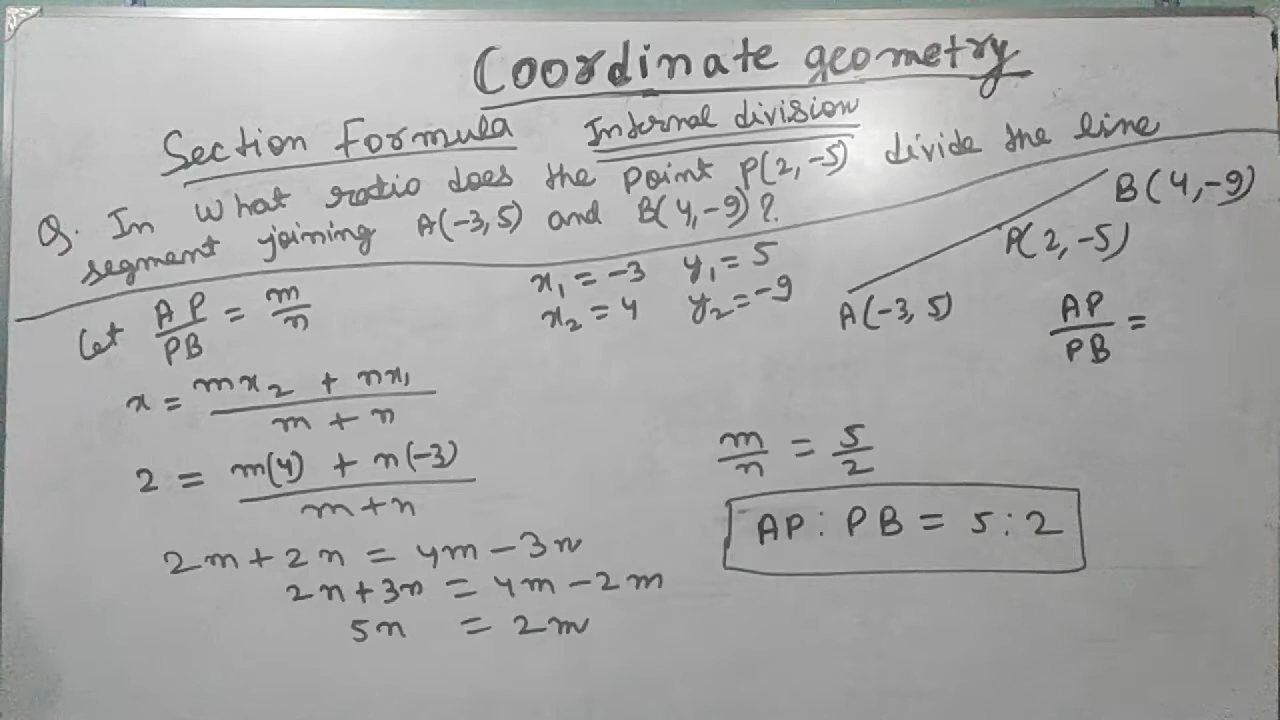 Coordinate geometry
Section Formula Internal division
Q. In what ratio does the point P(2, -5) divide the line
segment joining A(-3, 5) and B(4, -9)?
Let AP/PB = m/n
x₁ = -3 y₁ = 5
x₂ = 4 y₂ = -9
B(4, -9)
P(2, -5)
A(-3, 5)
AP/PB =
x = (mx₂ + nx₁)/(m + n)
2 = (m(4) + n(-3))/(m+n)
2m + 2n = 4m - 3n
2n + 3n = 4m - 2m
5n = 2m
m/n = 5/2
AP : PB = 5 : 2